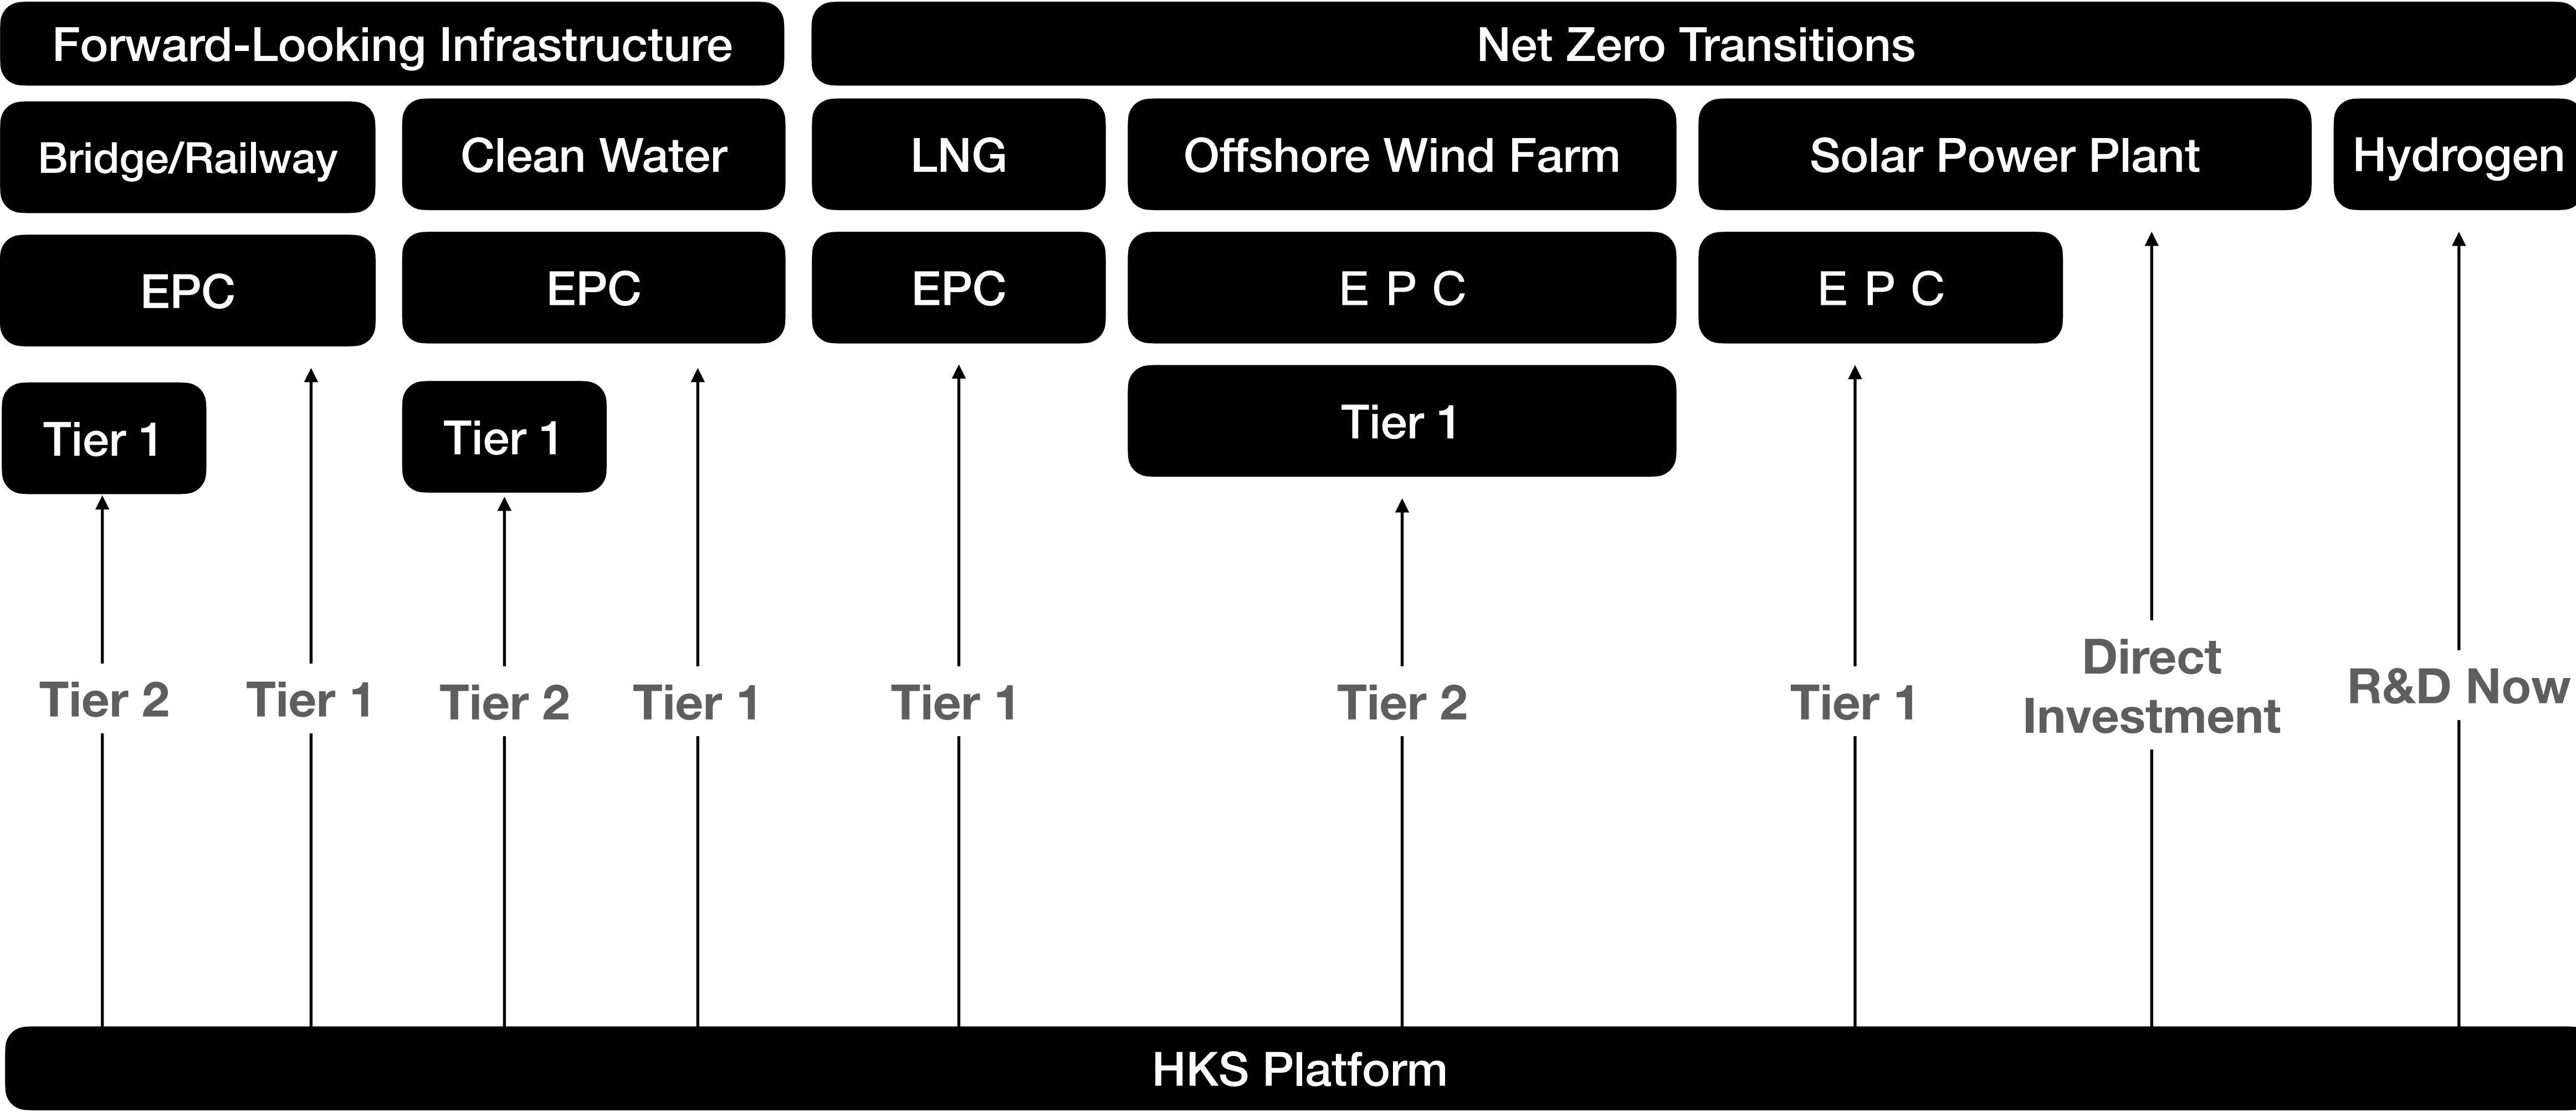 Forward-Looking Infrastructure
Net Zero Transitions
Bridge/Railway
Clean Water
LNG
Offshore Wind Farm
Solar Power Plant
Hydrogen
EPC
EPC
EPC
E P C
E P C
Tier 1
Tier 1
Tier 1
Tier 2
Tier 1
Tier 2
Tier 1
Tier 1
Tier 2
Tier 1
Direct
Investment
R&D Now
HKS Platform